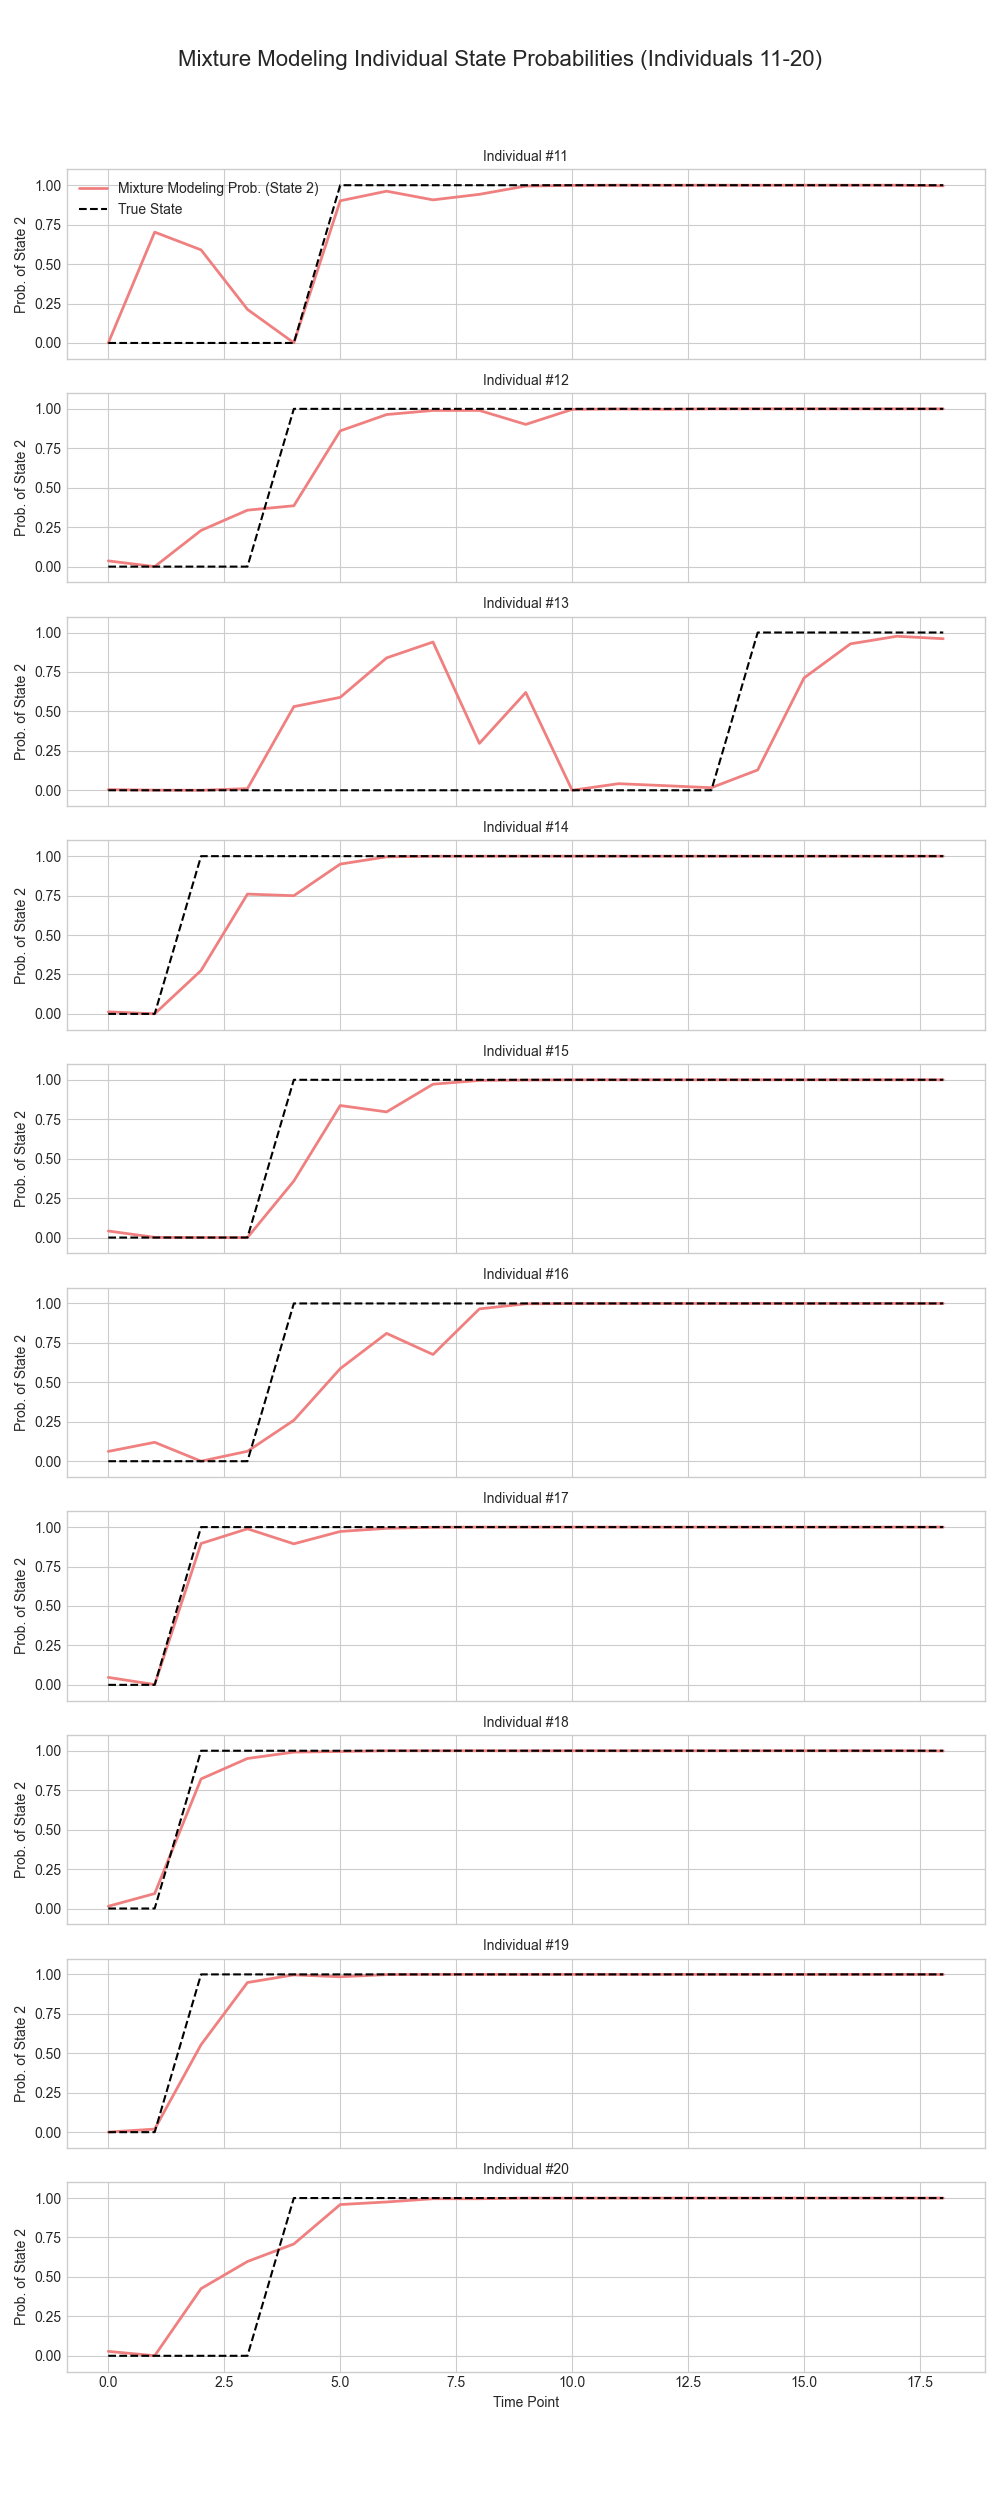 Mixture Modeling Individual State Probabilities (Individuals 11-20)
Individual #11
Mixture Modeling Prob. (State 2)
True State
Prob. of State 2
1.00
0.75
0.50
0.25
0.00
Individual #12
Prob. of State 2
1.00
0.75
0.50
0.25
0.00
Individual #13
Prob. of State 2
1.00
0.75
0.50
0.25
0.00
Individual #14
Prob. of State 2
1.00
0.75
0.50
0.25
0.00
Individual #15
Prob. of State 2
1.00
0.75
0.50
0.25
0.00
Individual #16
Prob. of State 2
1.00
0.75
0.50
0.25
0.00
Individual #17
Prob. of State 2
1.00
0.75
0.50
0.25
0.00
Individual #18
Prob. of State 2
1.00
0.75
0.50
0.25
0.00
Individual #19
Prob. of State 2
1.00
0.75
0.50
0.25
0.00
Individual #20
Prob. of State 2
1.00
0.75
0.50
0.25
0.00
0.0 2.5 5.0 7.5 10.0 12.5 15.0 17.5
Time Point